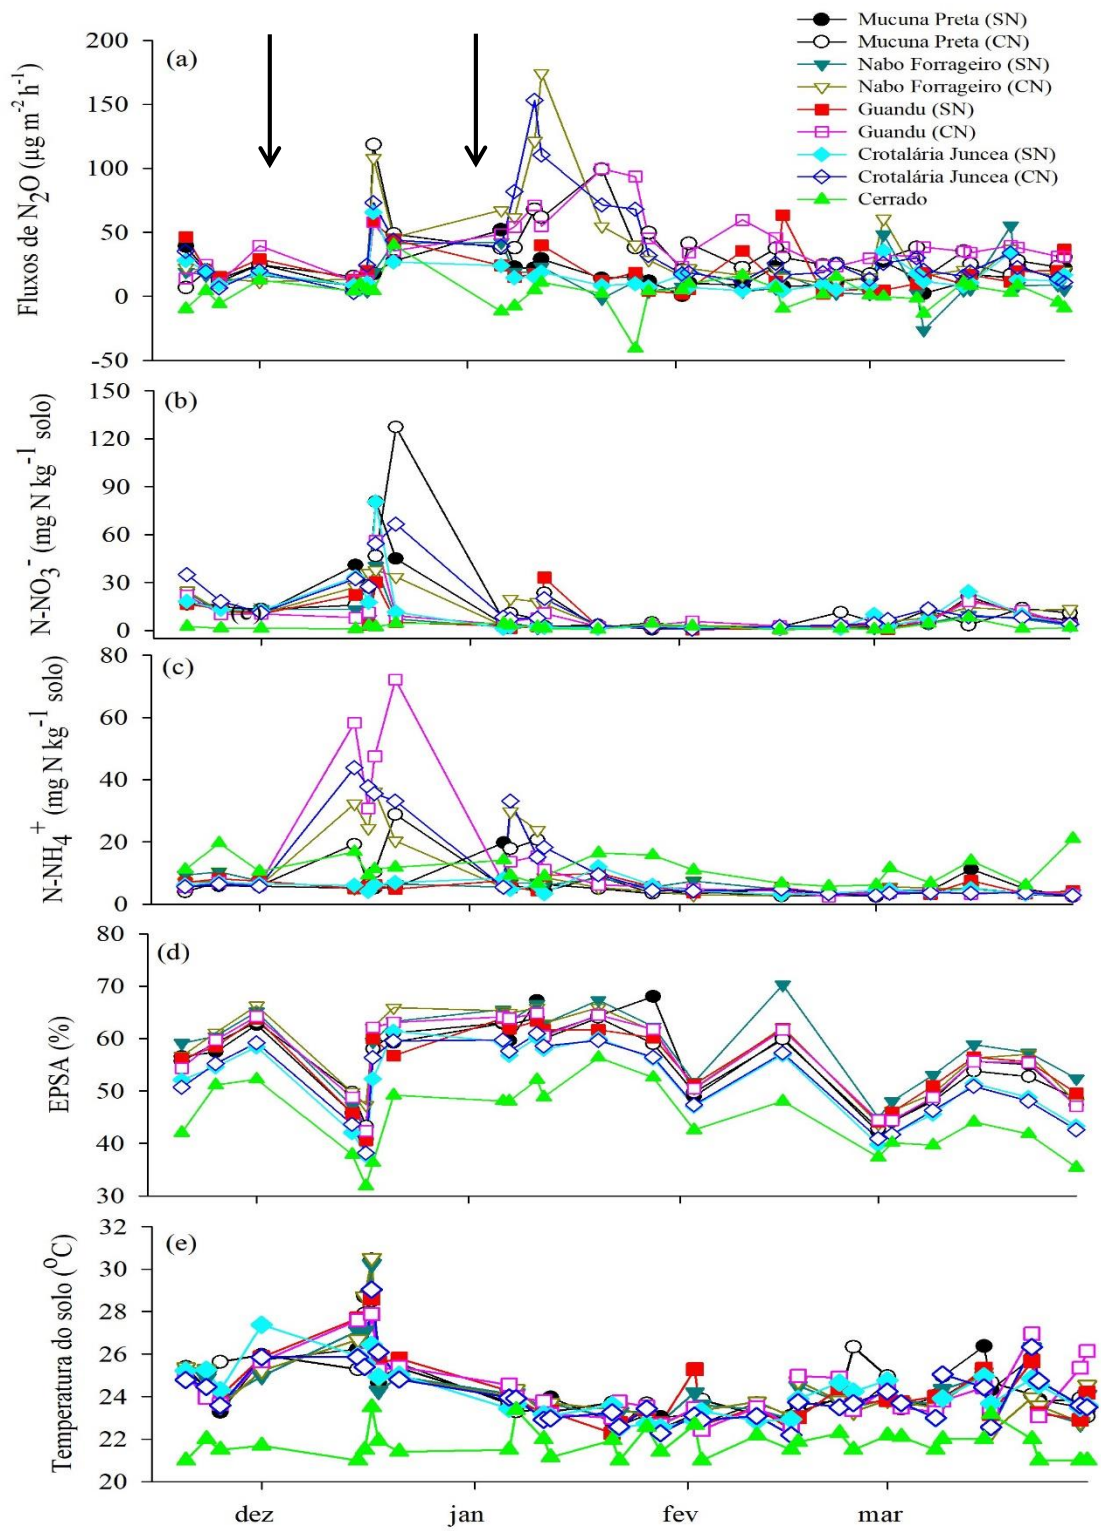 Mucuna Preta (SN)
Mucuna Preta (CN)
Nabo Forrageiro (SN)
Nabo Forrageiro (CN)
Guandu (SN)
Guandu (CN)
Crotalária Juncea (SN)
Crotalária Juncea (CN)
Cerrado
(a)
Fluxos de N₂O (µg m⁻² h⁻¹)
200
150
100
50
0
-50
(b)
N-NO₃⁻ (mg N kg⁻¹ solo)
150
120
90
60
30
0
(c)
(c)
N-NH₄⁺ (mg N kg⁻¹ solo)
80
60
40
20
0
(d)
EPSA (%)
80
70
60
50
40
30
(e)
Temperatura do solo (⁰C)
32
30
28
26
24
22
20
dez jan fev mar